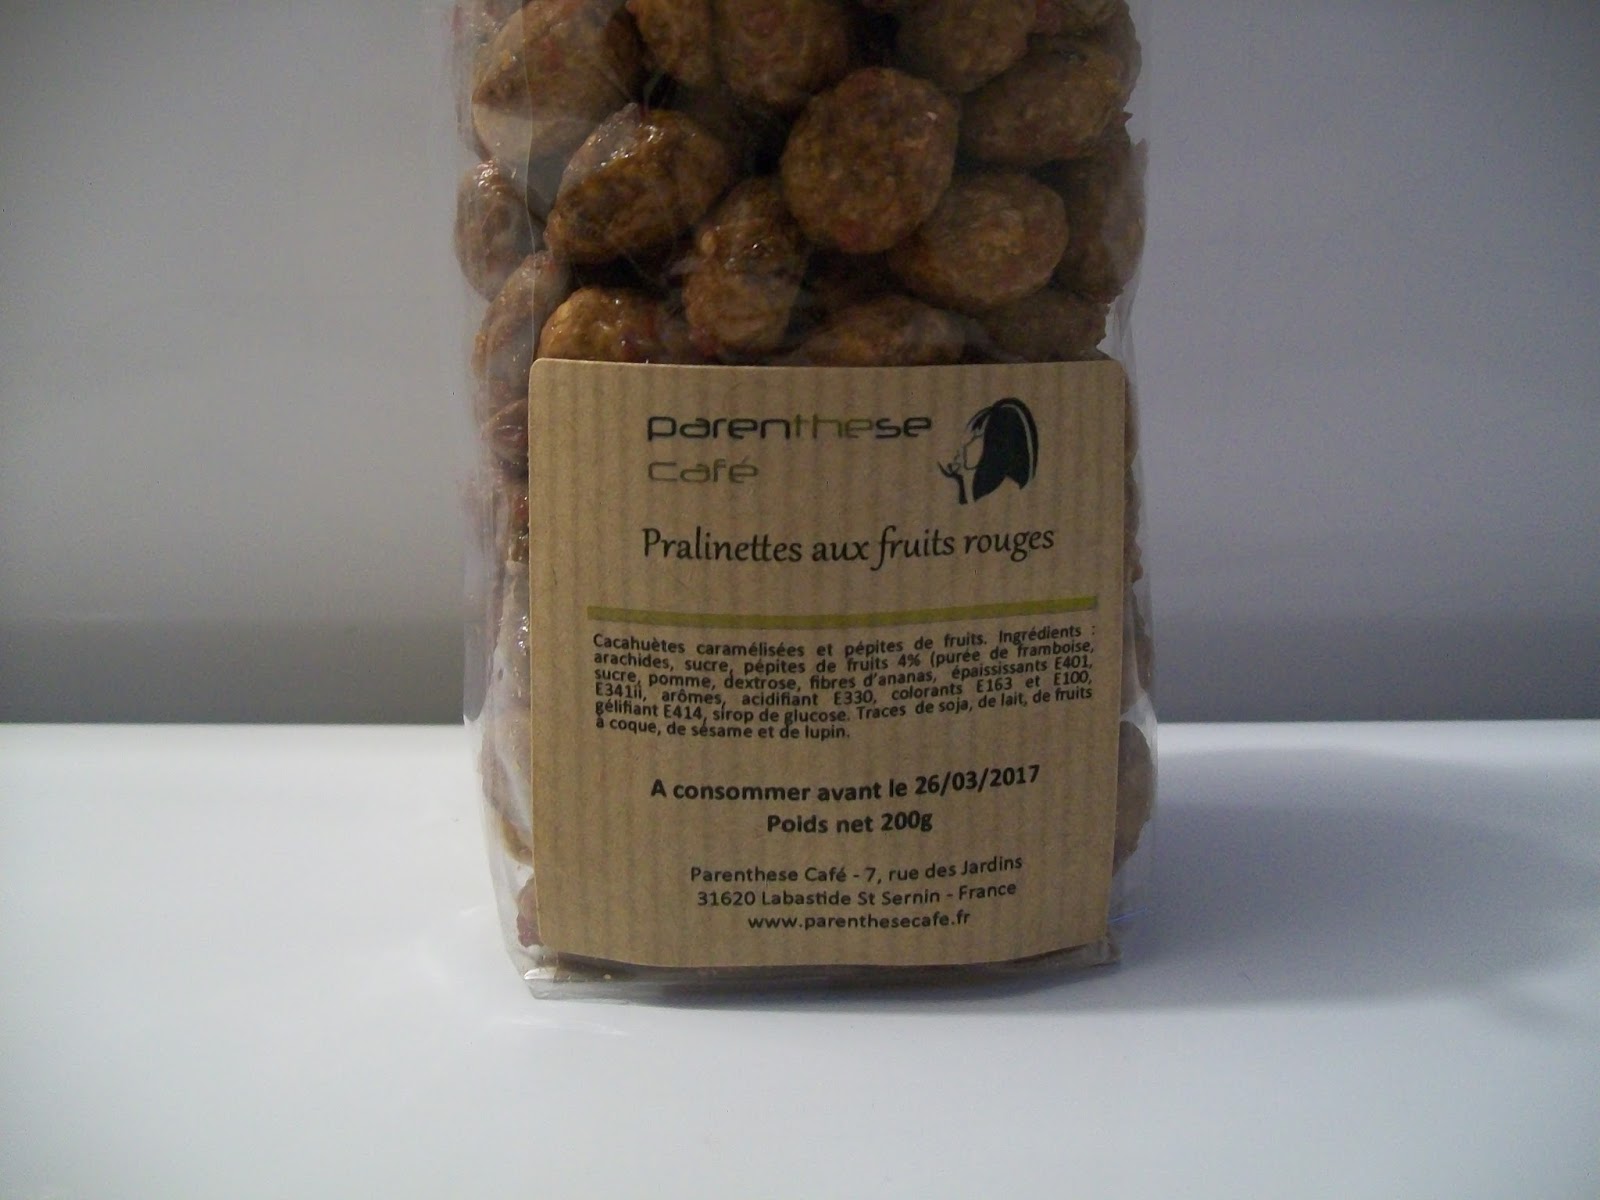 parenthese
café
Pralinettes aux fruits rouges
Cacahuètes caramélisées et pépites de fruits. Ingrédients :
arachides, sucre, pépites de fruits 4% (purée de framboise,
sucre, pomme, dextrose, fibres d'ananas, épaississants E401,
E341ii, arômes, acidifiant E330, colorants E163 et E100,
gélifiant E414, sirop de glucose. Traces de soja, de lait, de fruits
à coque, de sésame et de lupin.
A consommer avant le 26/03/2017
Poids net 200g
Parenthese Café - 7, rue des Jardins
31620 Labastide St Sernin - France
www.parenthesecafe.fr